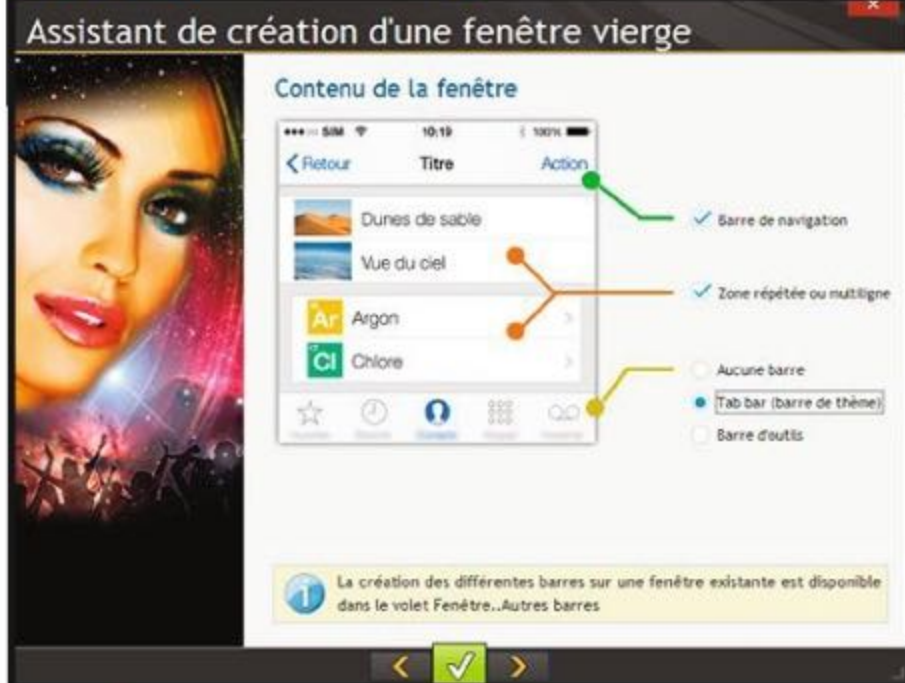 Assistant de création d'une fenêtre vierge
Contenu de la fenêtre
SIM 10:19 100%
Retour Titre Action
Dunes de sable
Vue du ciel
Ar Argon
Cl Chlore
Barre de navigation
Zone répétée ou multiligne
Aucune barre
Tab bar (barre de thème)
Barre d'outils
La création des différentes barres sur une fenêtre existante est disponible
dans le volet Fenêtre..Autres barres